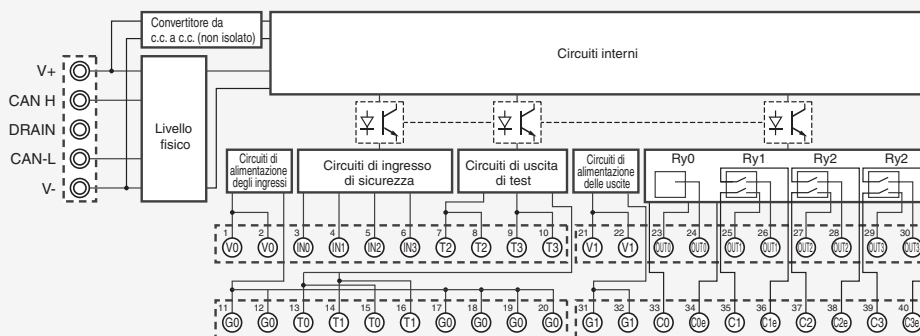 Convertitore da
c.c. a c.c. (non isolato)
Circuiti interni
V+
CAN H
DRAIN
CAN-L
V-
Livello
fisico
Circuiti di
alimentazione
degli ingressi
Circuiti di ingresso
di sicurezza
Circuiti di uscita
di test
Circuiti di
alimentazione
delle uscite
Ry0 Ry1 Ry2 Ry2
1 2 3 4 5 6 7 8 9 10 21 22 23 24 25 26 27 28 29 30
V0 V0 IN0 IN1 IN2 IN3 T2 T2 T3 T3 V1 V1 OUT0 OUT0 OUT1 OUT1 OUT2 OUT2 OUT3 OUT3
11 12 13 14 15 16 17 18 19 20 31 32 33 34 35 36 37 38 39 40
G0 G0 T0 T1 T0 T1 G0 G0 G0 G0 G1 G1 C0 C0e C1 C1e C2 C2e C3 C3e